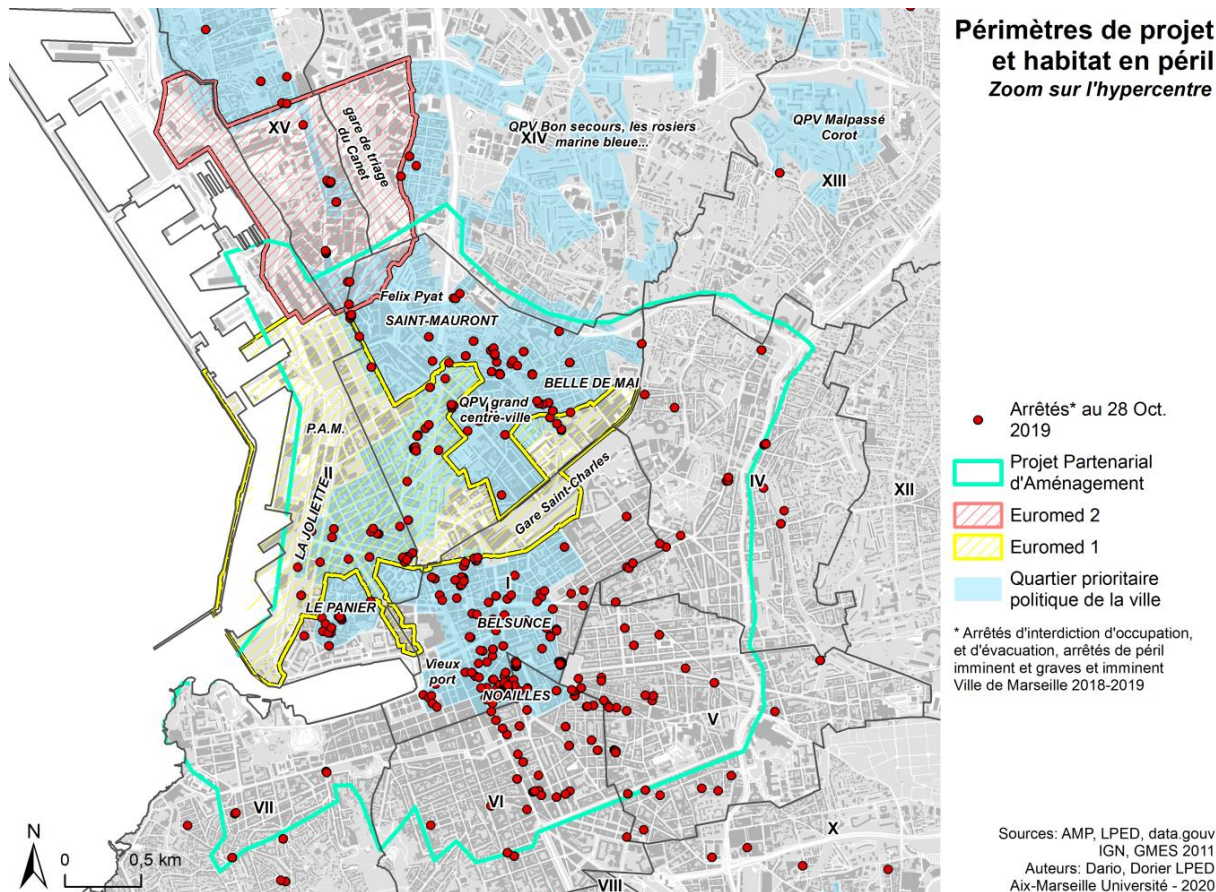 Périmètres de projet
et habitat en péril
Zoom sur l'hypercentre
XV
gare de triage
du Canet
QPV Bon secours, les rosiers
XIV
marine bleue...
QPV Malpassé
Corot
XIII
Felix Pyat
SAINT-MAURONT
BELLE DE MAI
QPV grand
centre-ville
P.A.M.
II
LA JOLIETTE
Gare Saint-Charles
IV
XII
I
LE PANIER
BELSUNCE
Vieux
port
NOAILLES
V
VI
VII
X
VIII
N
0
0,5 km
Arrêtés* au 28 Oct.
2019
Projet Partenarial
d'Aménagement
Euromed 2
Euromed 1
Quartier prioritaire
politique de la ville
* Arrêtés d'interdiction d'occupation,
et d'évacuation, arrêtés de péril
imminent et graves et imminent
Ville de Marseille 2018-2019
Sources: AMP, LPED, data.gouv
IGN, GMES 2011
Auteurs: Dario, Dorier LPED
Aix-Marseille Université - 2020